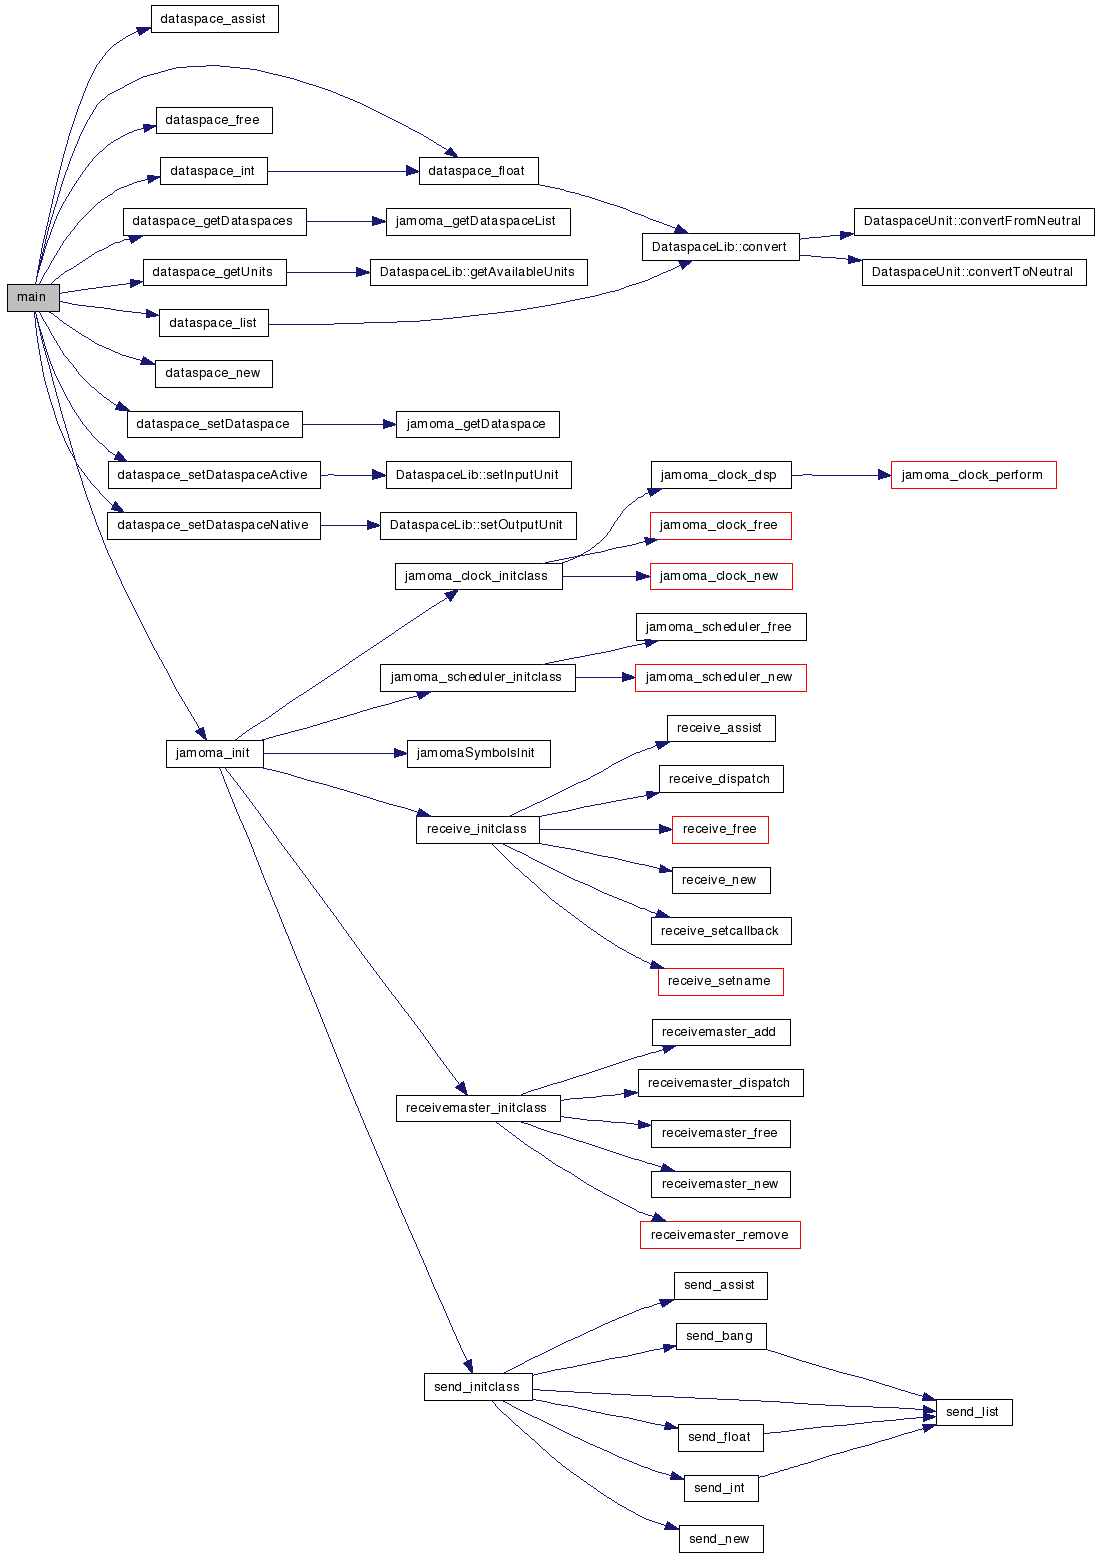 dataspace_assist
dataspace_free
dataspace_int
dataspace_float
dataspace_getDataspaces
jamoma_getDataspaceList
DataspaceUnit::convertFromNeutral
DataspaceLib::convert
dataspace_getUnits
DataspaceLib::getAvailableUnits
DataspaceUnit::convertToNeutral
main
dataspace_list
dataspace_new
dataspace_setDataspace
jamoma_getDataspace
dataspace_setDataspaceActive
DataspaceLib::setInputUnit
jamoma_clock_dsp
jamoma_clock_perform
dataspace_setDataspaceNative
DataspaceLib::setOutputUnit
jamoma_clock_free
jamoma_clock_initclass
jamoma_clock_new
jamoma_scheduler_free
jamoma_scheduler_initclass
jamoma_scheduler_new
receive_assist
jamoma_init
jamomaSymbolsInit
receive_dispatch
receive_initclass
receive_free
receive_new
receive_setcallback
receive_setname
receivemaster_add
receivemaster_dispatch
receivemaster_initclass
receivemaster_free
receivemaster_new
receivemaster_remove
send_assist
send_bang
send_initclass
send_list
send_float
send_int
send_new